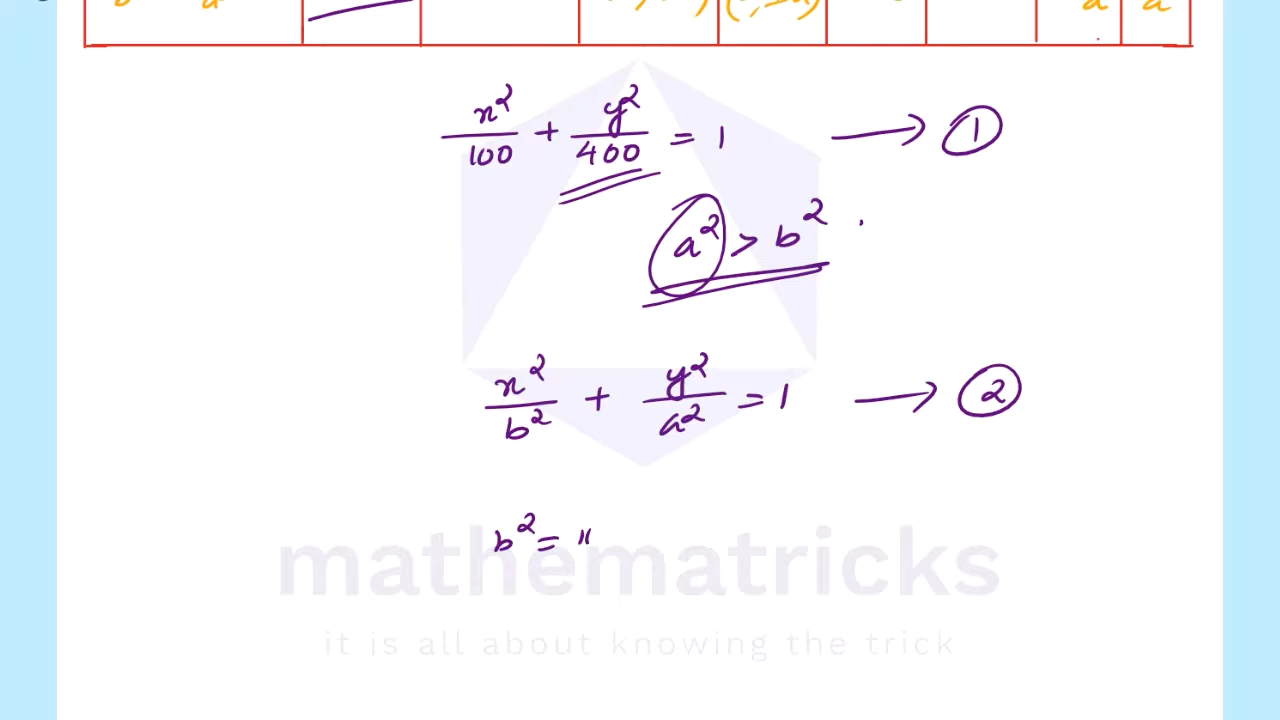 x²/100 + y²/400 = 1 → ①
a² > b²
x²/b² + y²/a² = 1 → ②
b² =
mathematricks
it is all about knowing the trick